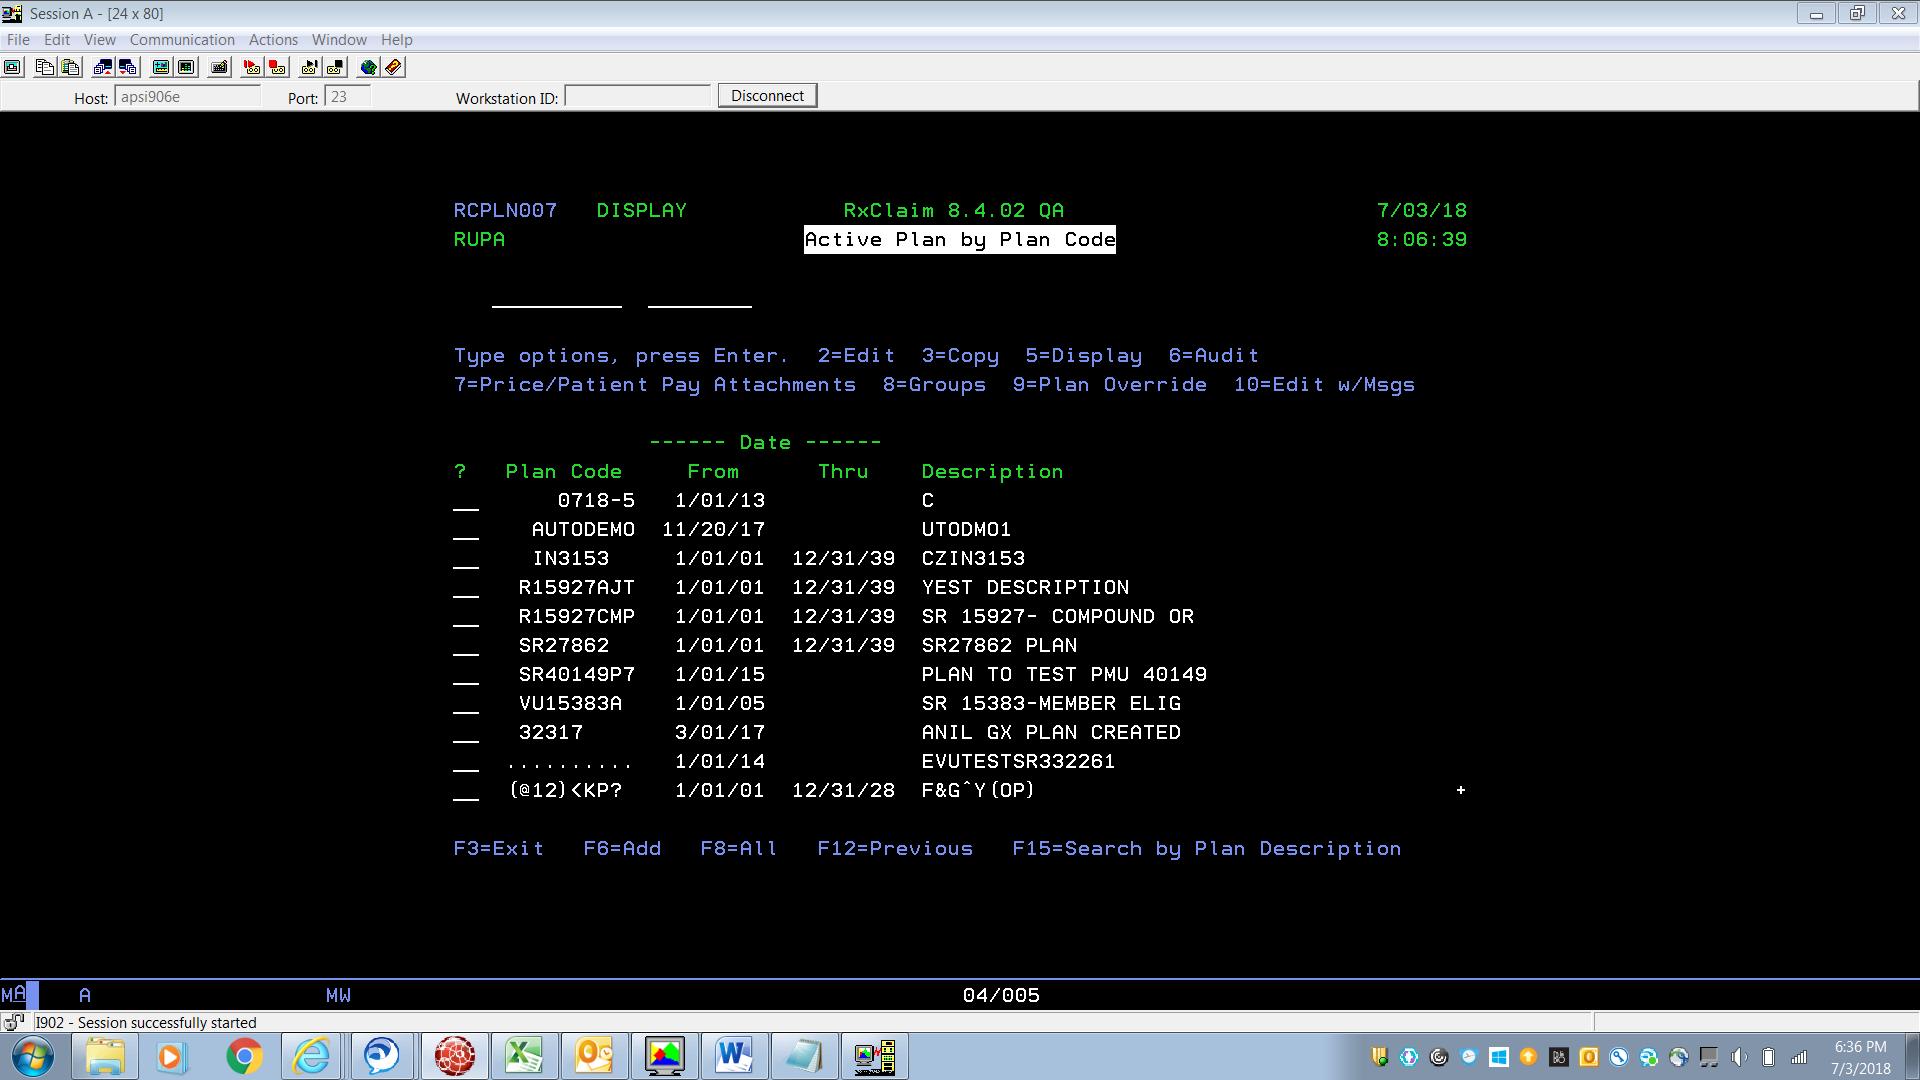 Session A - [24 x 80]
File Edit View Communication Actions Window Help
Host: apsi906e Port: 23 Workstation ID: Disconnect
RCPLN007 DISPLAY RxClaim 8.4.02 QA 7/03/18
RUPA Active Plan by Plan Code 8:06:39
Type options, press Enter. 2=Edit 3=Copy 5=Display 6=Audit
7=Price/Patient Pay Attachments 8=Groups 9=Plan Override 10=Edit w/Msgs
------ Date ------
? Plan Code From Thru Description
__ 0718-5 1/01/13 C
__ AUTODEMO 11/20/17 UTODMO1
__ IN3153 1/01/01 12/31/39 CZIN3153
__ R15927AJT 1/01/01 12/31/39 YEST DESCRIPTION
__ R15927CMP 1/01/01 12/31/39 SR 15927- COMPOUND OR
__ SR27862 1/01/01 12/31/39 SR27862 PLAN
__ SR40149P7 1/01/15 PLAN TO TEST PMU 40149
__ VU15383A 1/01/05 SR 15383-MEMBER ELIG
__ 32317 3/01/17 ANIL GX PLAN CREATED
__ .......... 1/01/14 EVUTESTSR332261
__ (@12)<KP? 1/01/01 12/31/28 F&G^Y(OP) +
F3=Exit F6=Add F8=All F12=Previous F15=Search by Plan Description
MA A MW 04/005
I902 - Session successfully started
6:36 PM
7/3/2018